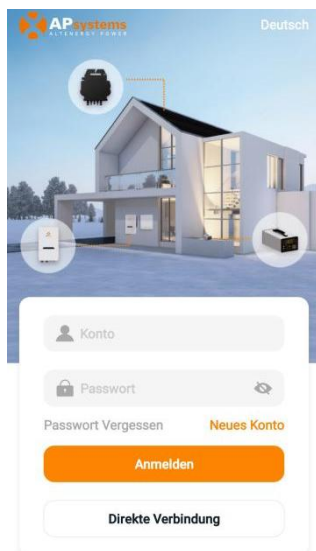 APsystems
ALTENERGY POWER
Deutsch
Konto
Passwort
Passwort Vergessen
Neues Konto
Anmelden
Direkte Verbindung